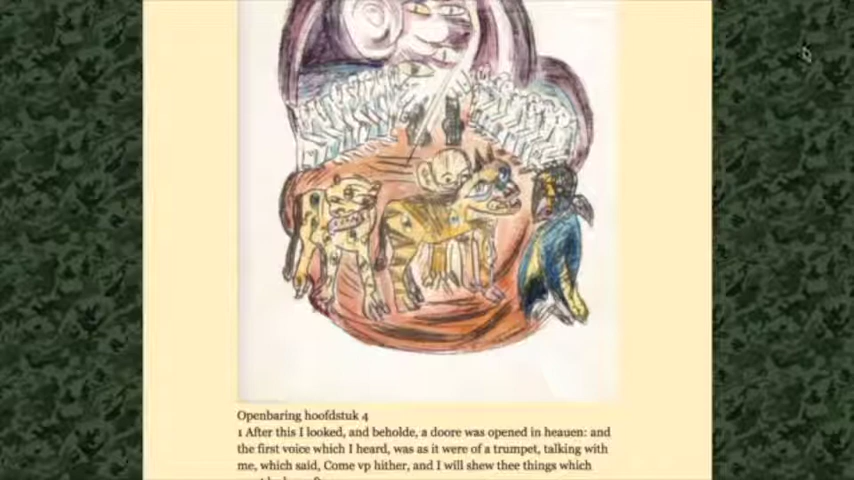 Openbaring hoofdstuk 4
1 After this I looked, and beholde, a doore was opened in heauen: and
the first voice which I heard, was as it were of a trumpet, talking with
me, which said, Come vp hither, and I will shew thee things which